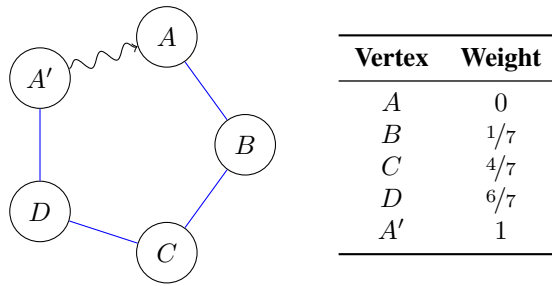 A
A′
B
D
C
Vertex Weight
A 0
B 1/7
C 4/7
D 6/7
A′ 1